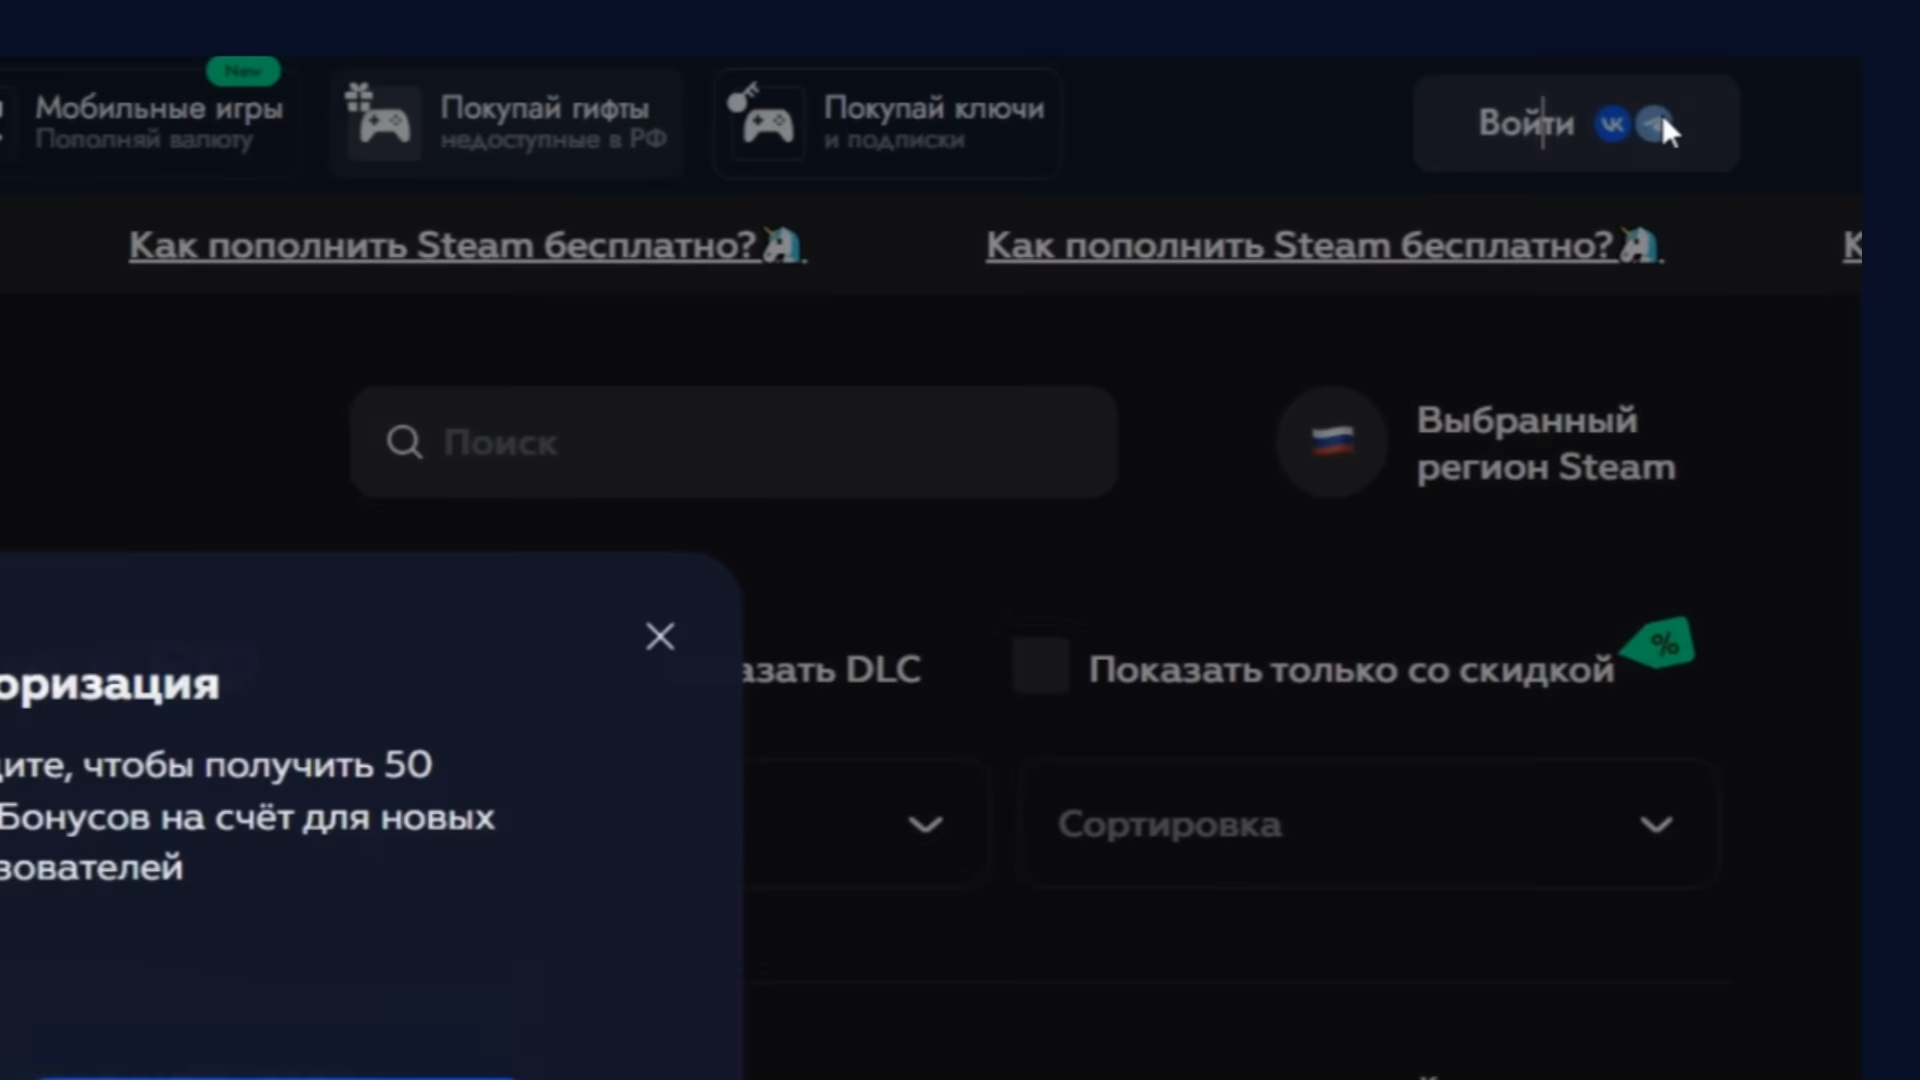 New
Мобильные игры
Пополняй валюту
Покупай гифты
недоступные в РФ
Покупай ключи
и подписки
Войти
Как пополнить Steam бесплатно?
Как пополнить Steam бесплатно?
К
Поиск
Выбранный
регион Steam
оризация
азать DLC
Показать только со скидкой
%
ите, чтобы получить 50
Бонусов на счёт для новых
зователей
Сортировка